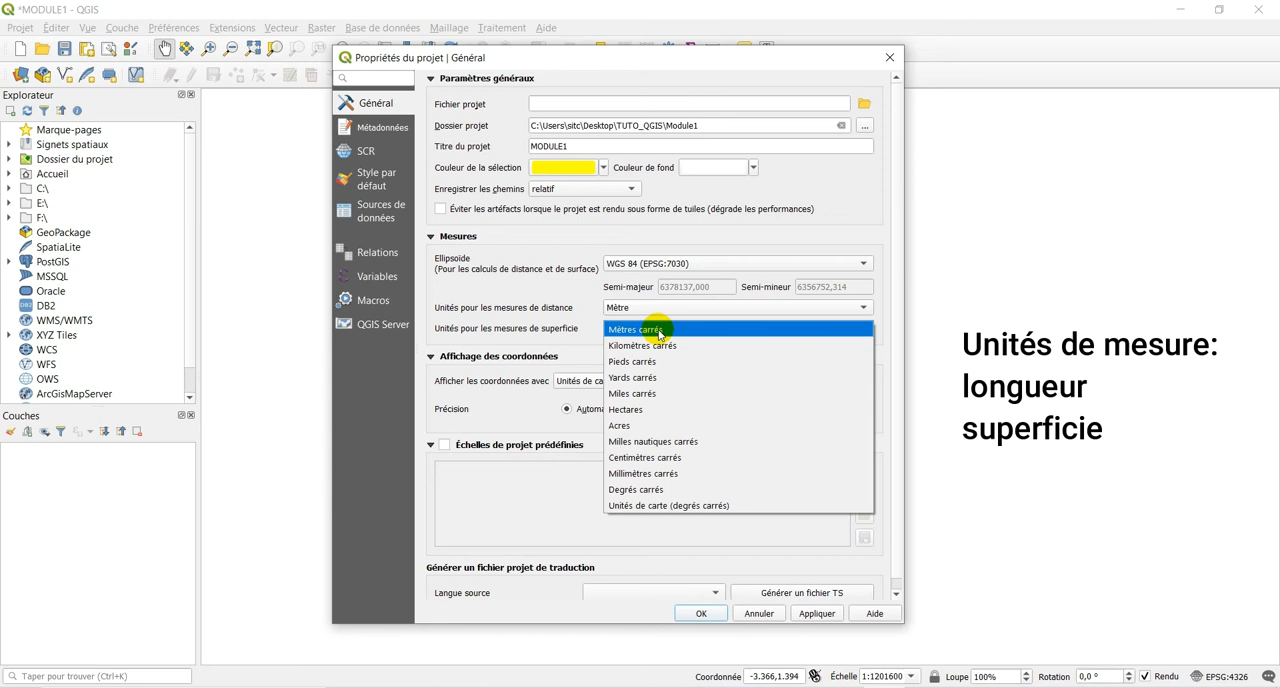 *MODULE1 - QGIS
Projet Éditer Vue Couche Préférences Extensions Vecteur Raster Base de données Maillage Traitement Aide
Propriétés du projet | Général
Explorateur
Marque-pages
Signets spatiaux
Dossier du projet
Accueil
C:\
E:\
F:\
GeoPackage
SpatiaLite
PostGIS
MSSQL
Oracle
DB2
WMS/WMTS
XYZ Tiles
WCS
WFS
OWS
ArcGisMapServer
Couches
Général
Métadonnées
SCR
Style par
défaut
Sources de
données
Relations
Variables
Macros
QGIS Server
Paramètres généraux
Fichier projet
Dossier projet C:\Users\sitc\Desktop\TUTO_QGIS\Module1 ...
Titre du projet MODULE1
Couleur de la sélection Couleur de fond
Enregistrer les chemins relatif
Éviter les artéfacts lorsque le projet est rendu sous forme de tuiles (dégrade les performances)
Mesures
Ellipsoïde
(Pour les calculs de distance et de surface) WGS 84 (EPSG:7030)
Semi-majeur 6378137,000 Semi-mineur 6356752,314
Unités pour les mesures de distance Mètre
Unités pour les mesures de superficie Mètres carrés
Kilomètres carrés
Pieds carrés
Yards carrés
Miles carrés
Hectares
Acres
Milles nautiques carrés
Centimètres carrés
Millimètres carrés
Degrés carrés
Unités de carte (degrés carrés)
Affichage des coordonnées
Afficher les coordonnées avec Unités de ca
Précision Automa
Échelles de projet prédéfinies
Générer un fichier projet de traduction
Langue source Générer un fichier TS
OK Annuler Appliquer Aide
Unités de mesure:
longueur
superficie
Taper pour trouver (Ctrl+K) Coordonnée -3.366,1.394 Échelle 1:1201600 Loupe 100% Rotation 0,0 ° Rendu EPSG:4326